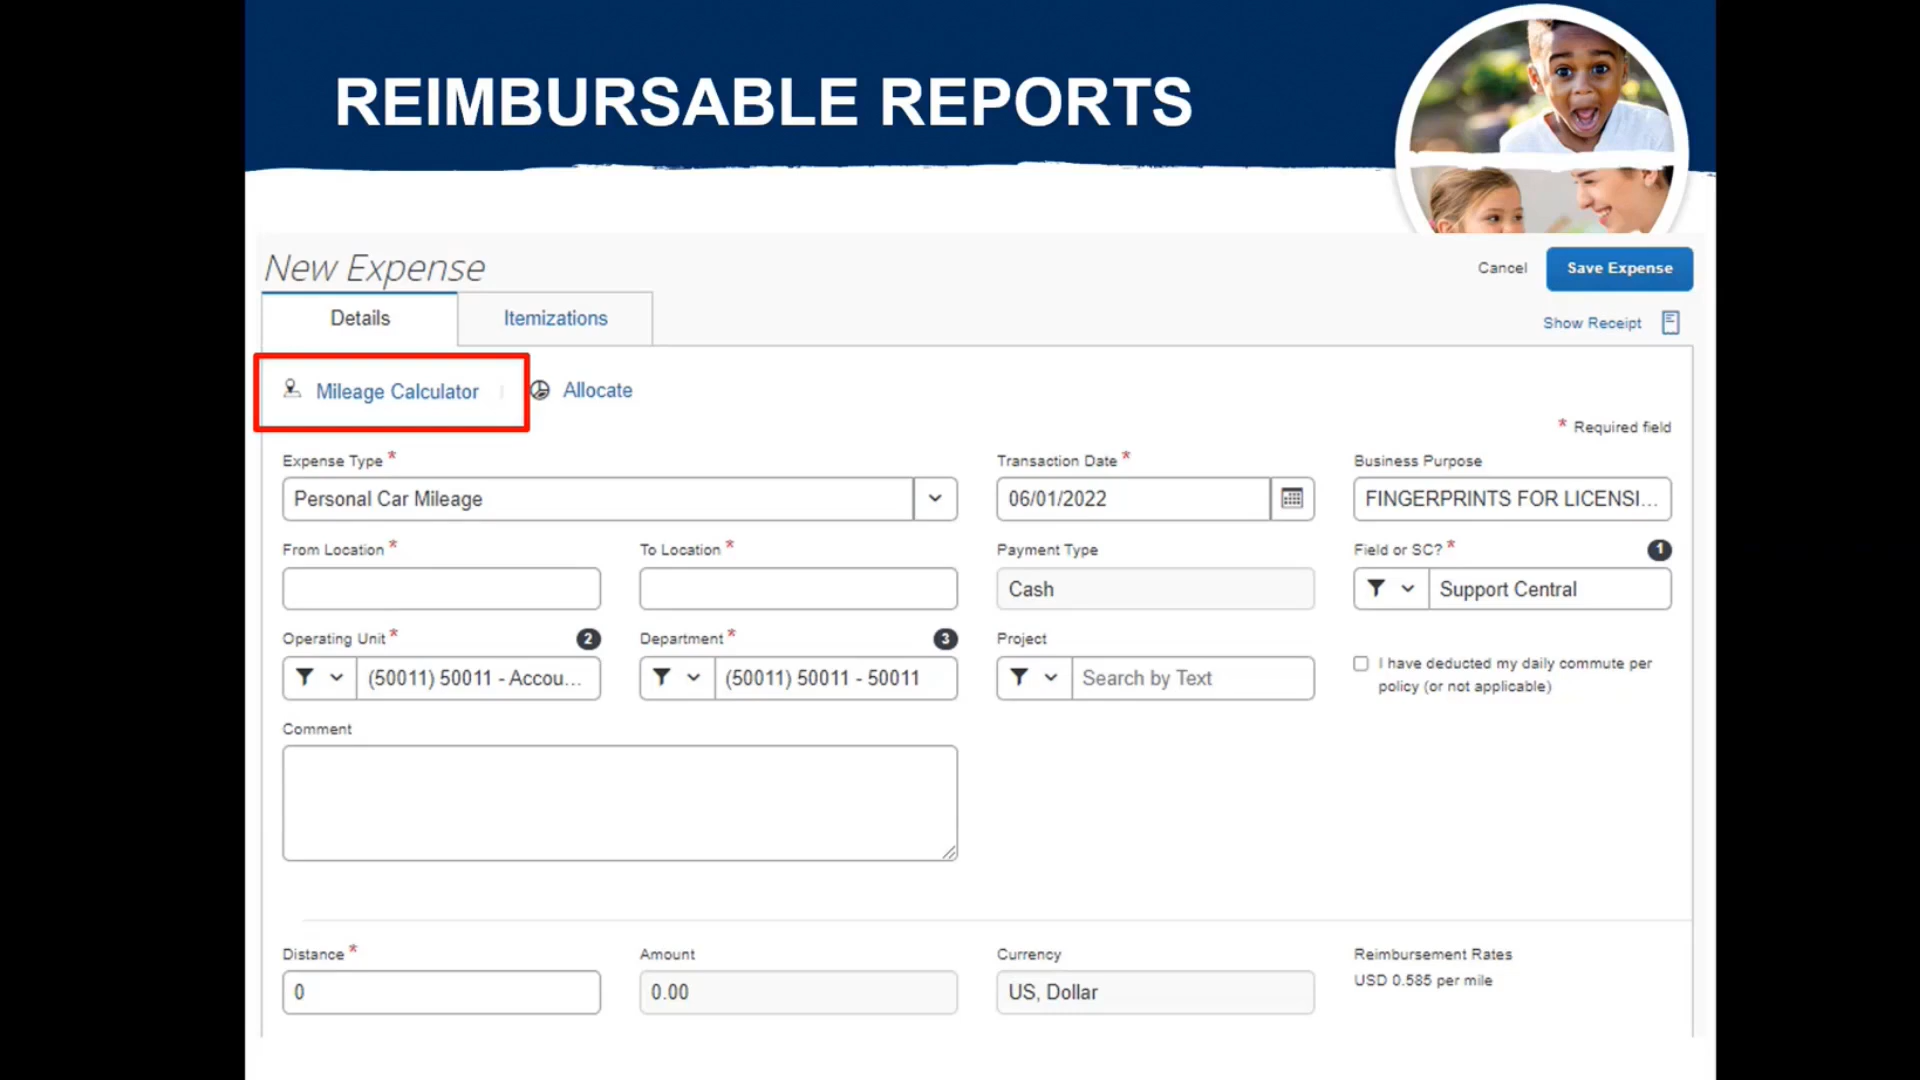 REIMBURSABLE REPORTS
New Expense
Cancel
Save Expense
Details
Itemizations
Show Receipt
Mileage Calculator
Allocate
* Required field
Expense Type *
Transaction Date *
Business Purpose
Personal Car Mileage
06/01/2022
FINGERPRINTS FOR LICENSI...
From Location *
To Location *
Payment Type
Field or SC? *
1
Cash
Support Central
Operating Unit *
2
Department *
3
Project
(50011) 50011 - Accou...
(50011) 50011 - 50011
Search by Text
I have deducted my daily commute per
policy (or not applicable)
Comment
Distance *
Amount
Currency
Reimbursement Rates
0
0.00
US, Dollar
USD 0.585 per mile